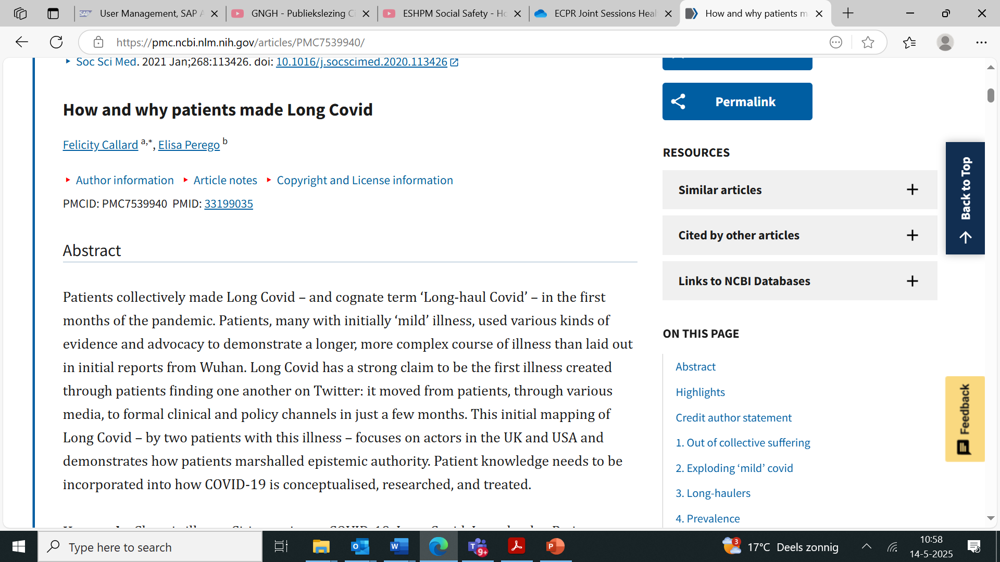 User Management, SAP A
GNGH - Publiekslezing Ci
ESHPM Social Safety - Ho
ECPR Joint Sessions Heal
How and why patients m
https://pmc.ncbi.nlm.nih.gov/articles/PMC7539940/
Soc Sci Med. 2021 Jan;268:113426. doi: 10.1016/j.socscimed.2020.113426
How and why patients made Long Covid
Felicity Callard a,*, Elisa Perego b
Author information Article notes Copyright and License information
PMCID: PMC7539940 PMID: 33199035
Abstract
Patients collectively made Long Covid – and cognate term ‘Long-haul Covid’ – in the first
months of the pandemic. Patients, many with initially ‘mild’ illness, used various kinds of
evidence and advocacy to demonstrate a longer, more complex course of illness than laid out
in initial reports from Wuhan. Long Covid has a strong claim to be the first illness created
through patients finding one another on Twitter: it moved from patients, through various
media, to formal clinical and policy channels in just a few months. This initial mapping of
Long Covid – by two patients with this illness – focuses on actors in the UK and USA and
demonstrates how patients marshalled epistemic authority. Patient knowledge needs to be
incorporated into how COVID-19 is conceptualised, researched, and treated.
Permalink
RESOURCES
Similar articles
Cited by other articles
Links to NCBI Databases
ON THIS PAGE
Abstract
Highlights
Credit author statement
1. Out of collective suffering
2. Exploding ‘mild’ covid
3. Long-haulers
4. Prevalence
Back to Top
Feedback
Type here to search
9+
3
17°C Deels zonnig
10:58
14-5-2025